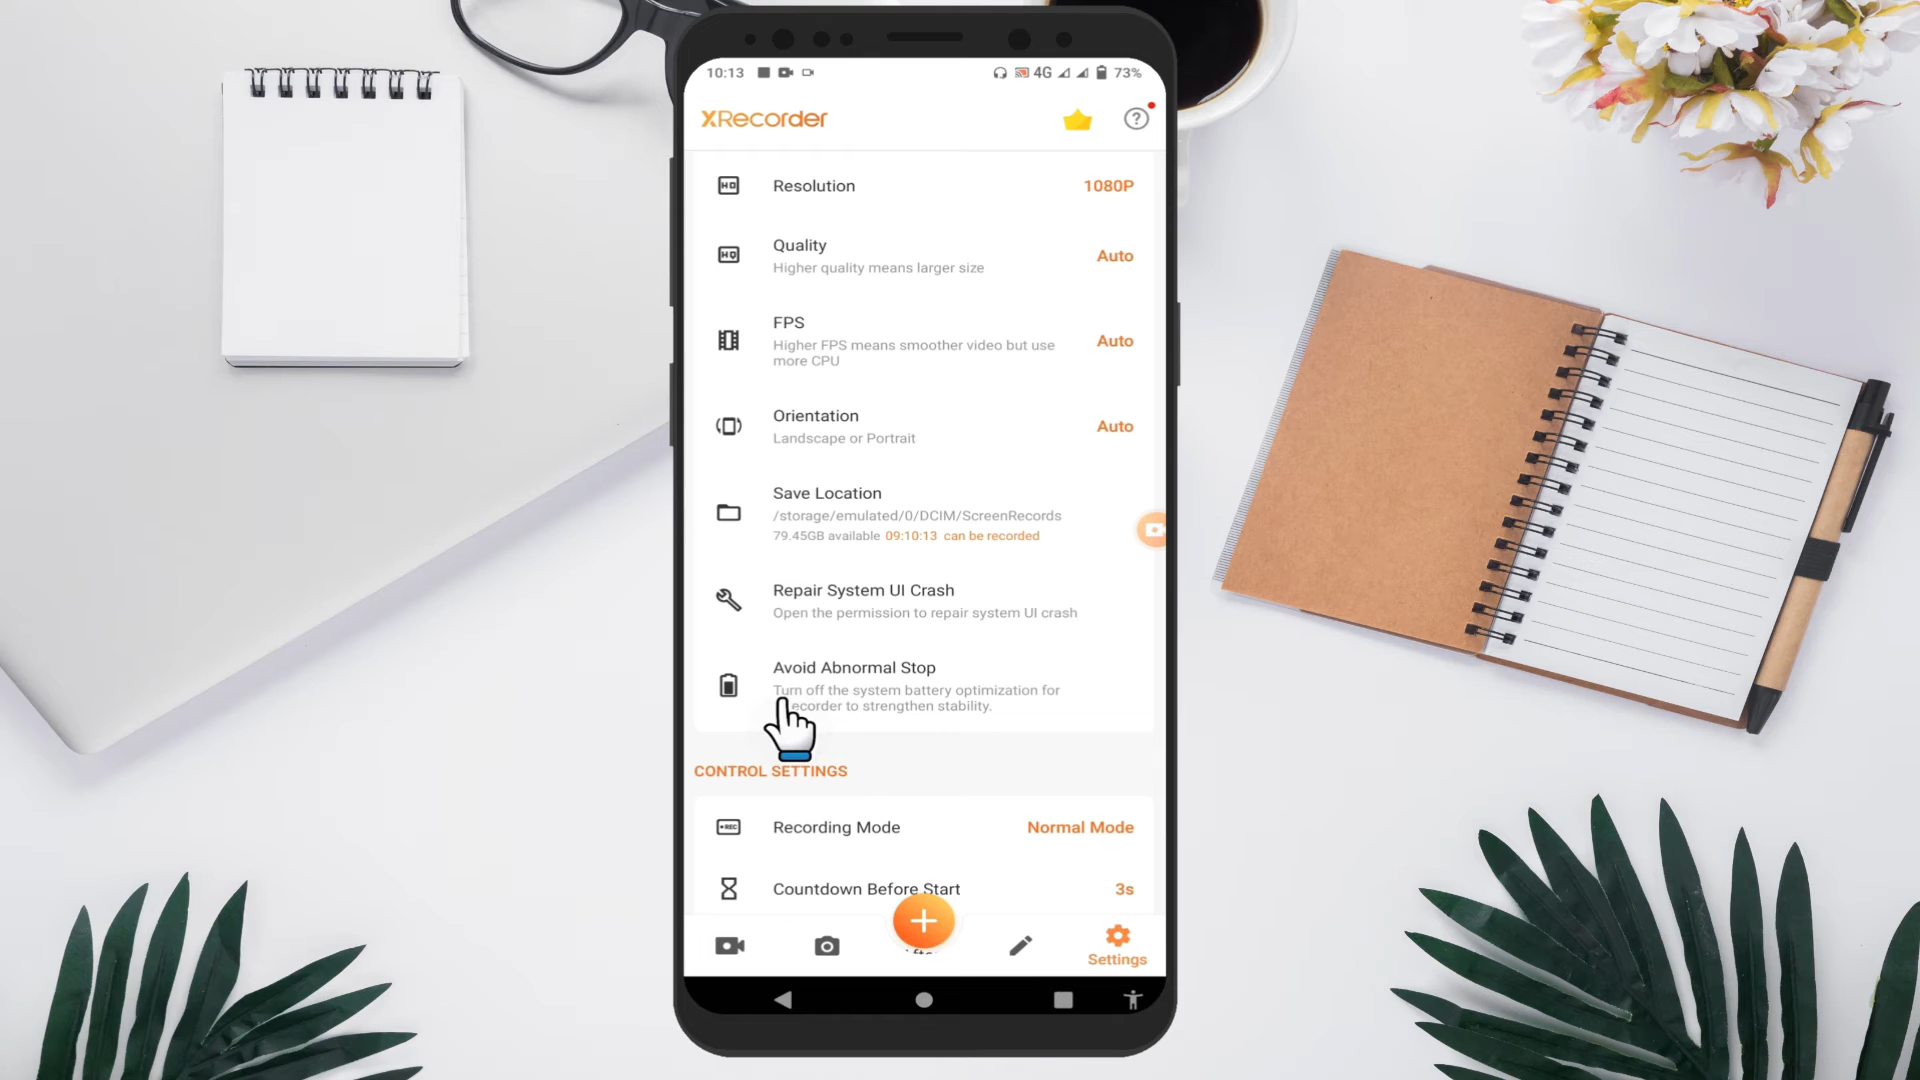 10:13 4G 73%
XRecorder
Resolution 1080P
Quality
Higher quality means larger size
Auto
FPS
Higher FPS means smoother video but use
more CPU
Auto
Orientation
Landscape or Portrait
Auto
Save Location
/storage/emulated/0/DCIM/ScreenRecords
79.45GB available 09:10:13 can be recorded
Repair System UI Crash
Open the permission to repair system UI crash
Avoid Abnormal Stop
Turn off the system battery optimization for
ecorder to strengthen stability.
CONTROL SETTINGS
Recording Mode Normal Mode
Countdown Before Start 3s
Settings